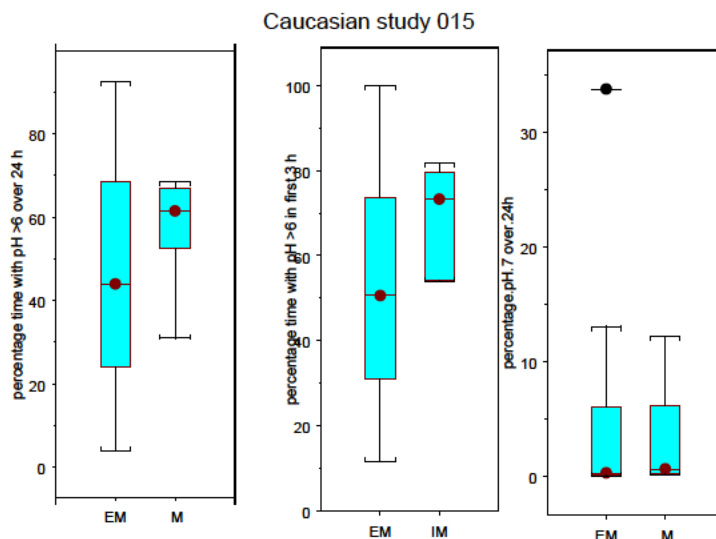 Caucasian study 015
percentage time with pH >6 over 24 h
80
60
40
20
0
EM M
percentage time with pH >6 in first 3 h
100
80
60
40
20
0
EM IM
percentage.pH.7 over.24h
30
20
10
0
EM M